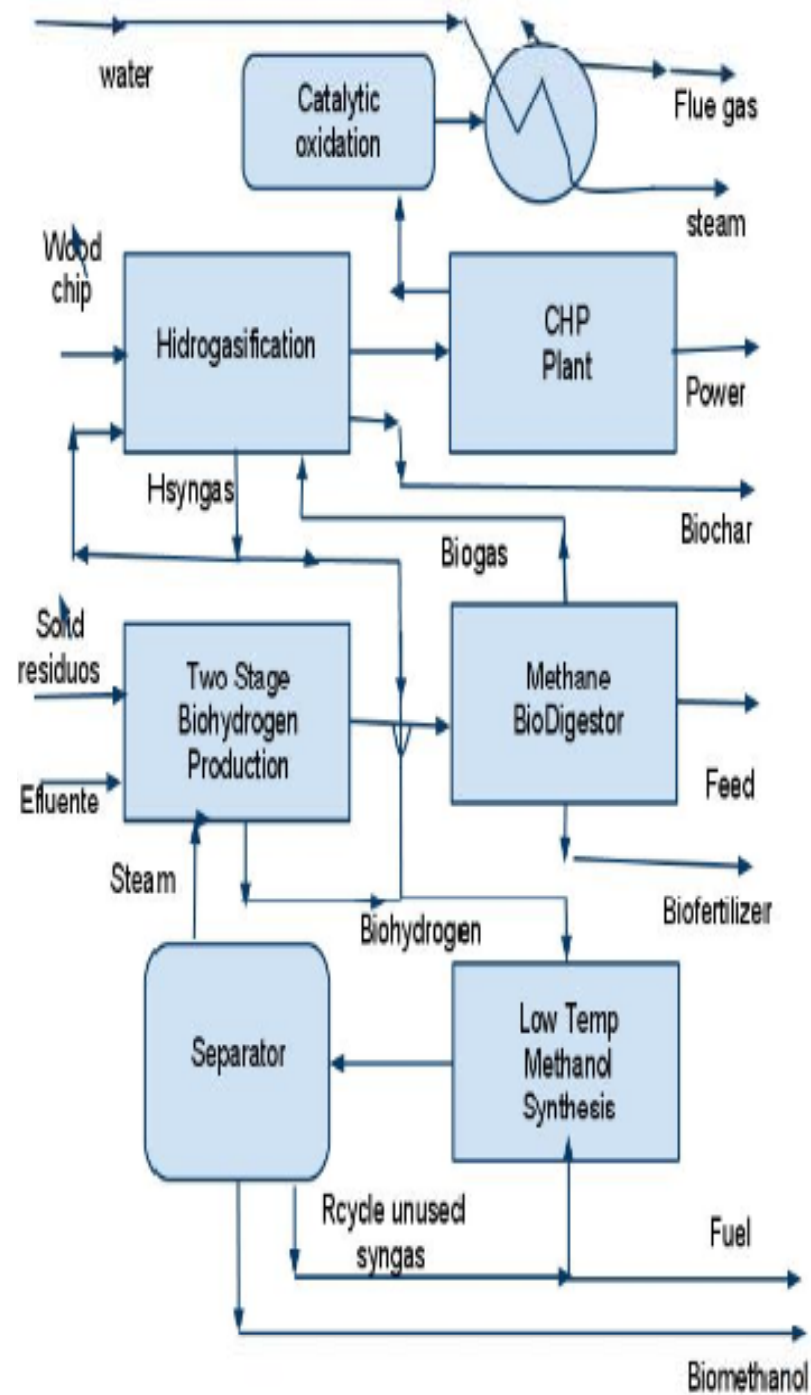 water
Catalytic
oxidation
Flue gas
steam
Wood
chip
Hidrogasification
CHP
Plant
Power
Hsyngas
Biochar
Biogas
Solid
residuos
Two Stage
Biohydrogen
Production
Methane
BioDigestor
Efluente
Feed
Steam
Biofertilizer
Biohydrogen
Separator
Low Temp
Methanol
Synthesis
Rcycle unused
syngas
Fuel
Biomethanol